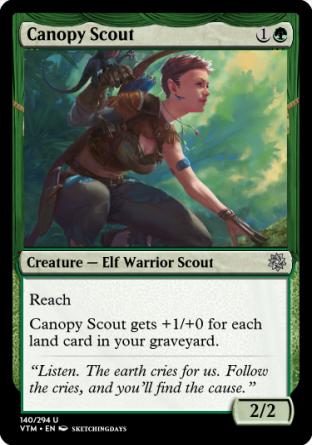 Canopy Scout 1
Creature — Elf Warrior Scout
Reach
Canopy Scout gets +1/+0 for each
land card in your graveyard.
“Listen. The earth cries for us. Follow
the cries, and you’ll find the cause.”
2/2
140/294 U
VTM • EN SKETCHINGDAYS